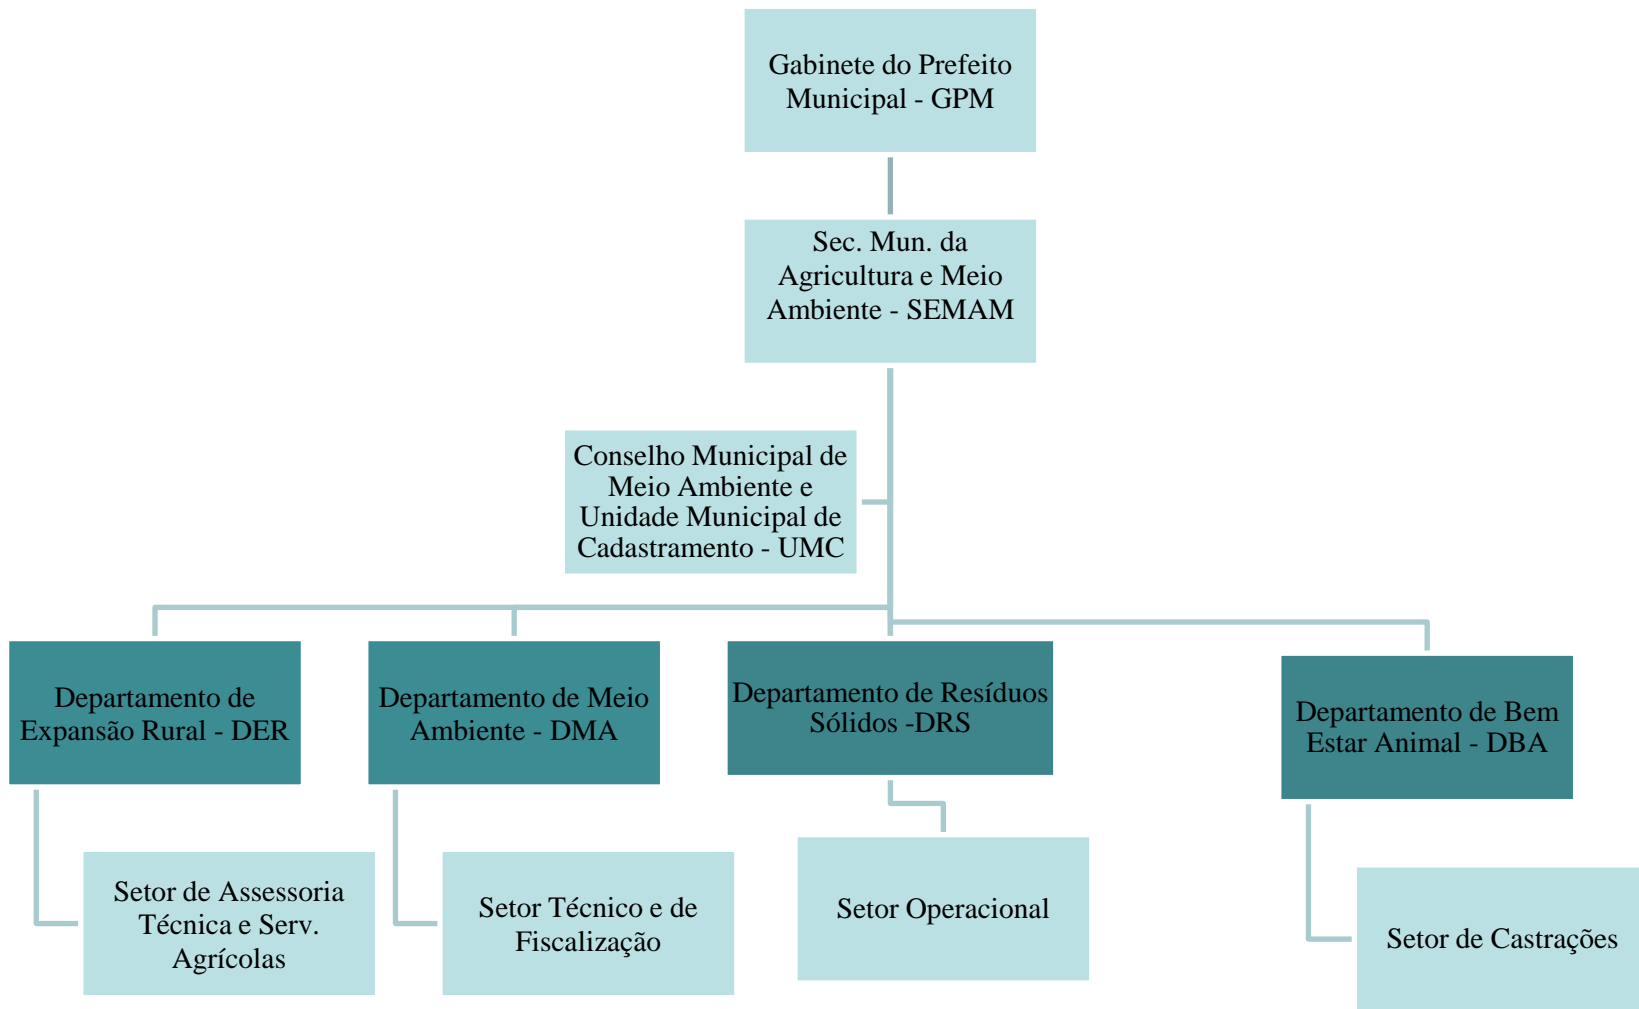 Gabinete do Prefeito
Municipal - GPM
Sec. Mun. da
Agricultura e Meio
Ambiente - SEMAM
Conselho Municipal de
Meio Ambiente e
Unidade Municipal de
Cadastramento - UMC
Departamento de
Expansão Rural - DER
Departamento de Meio
Ambiente - DMA
Departamento de Resíduos
Sólidos -DRS
Departamento de Bem
Estar Animal - DBA
Setor de Assessoria
Técnica e Serv.
Agrícolas
Setor Técnico e de
Fiscalização
Setor Operacional
Setor de Castrações